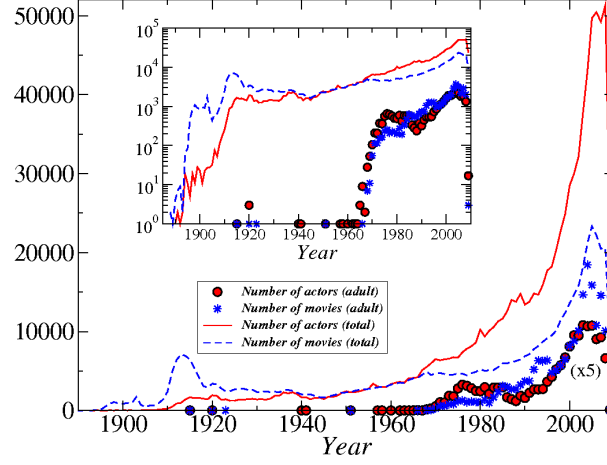 50000
40000
30000
20000
10000
0
10^5
10^4
10^3
10^2
10^1
10^0
1900 1920 1940 1960 1980 2000
Year
Number of actors (adult)
Number of movies (adult)
Number of actors (total)
Number of movies (total)
(x5)
1900 1920 1940 1960 1980 2000
Year